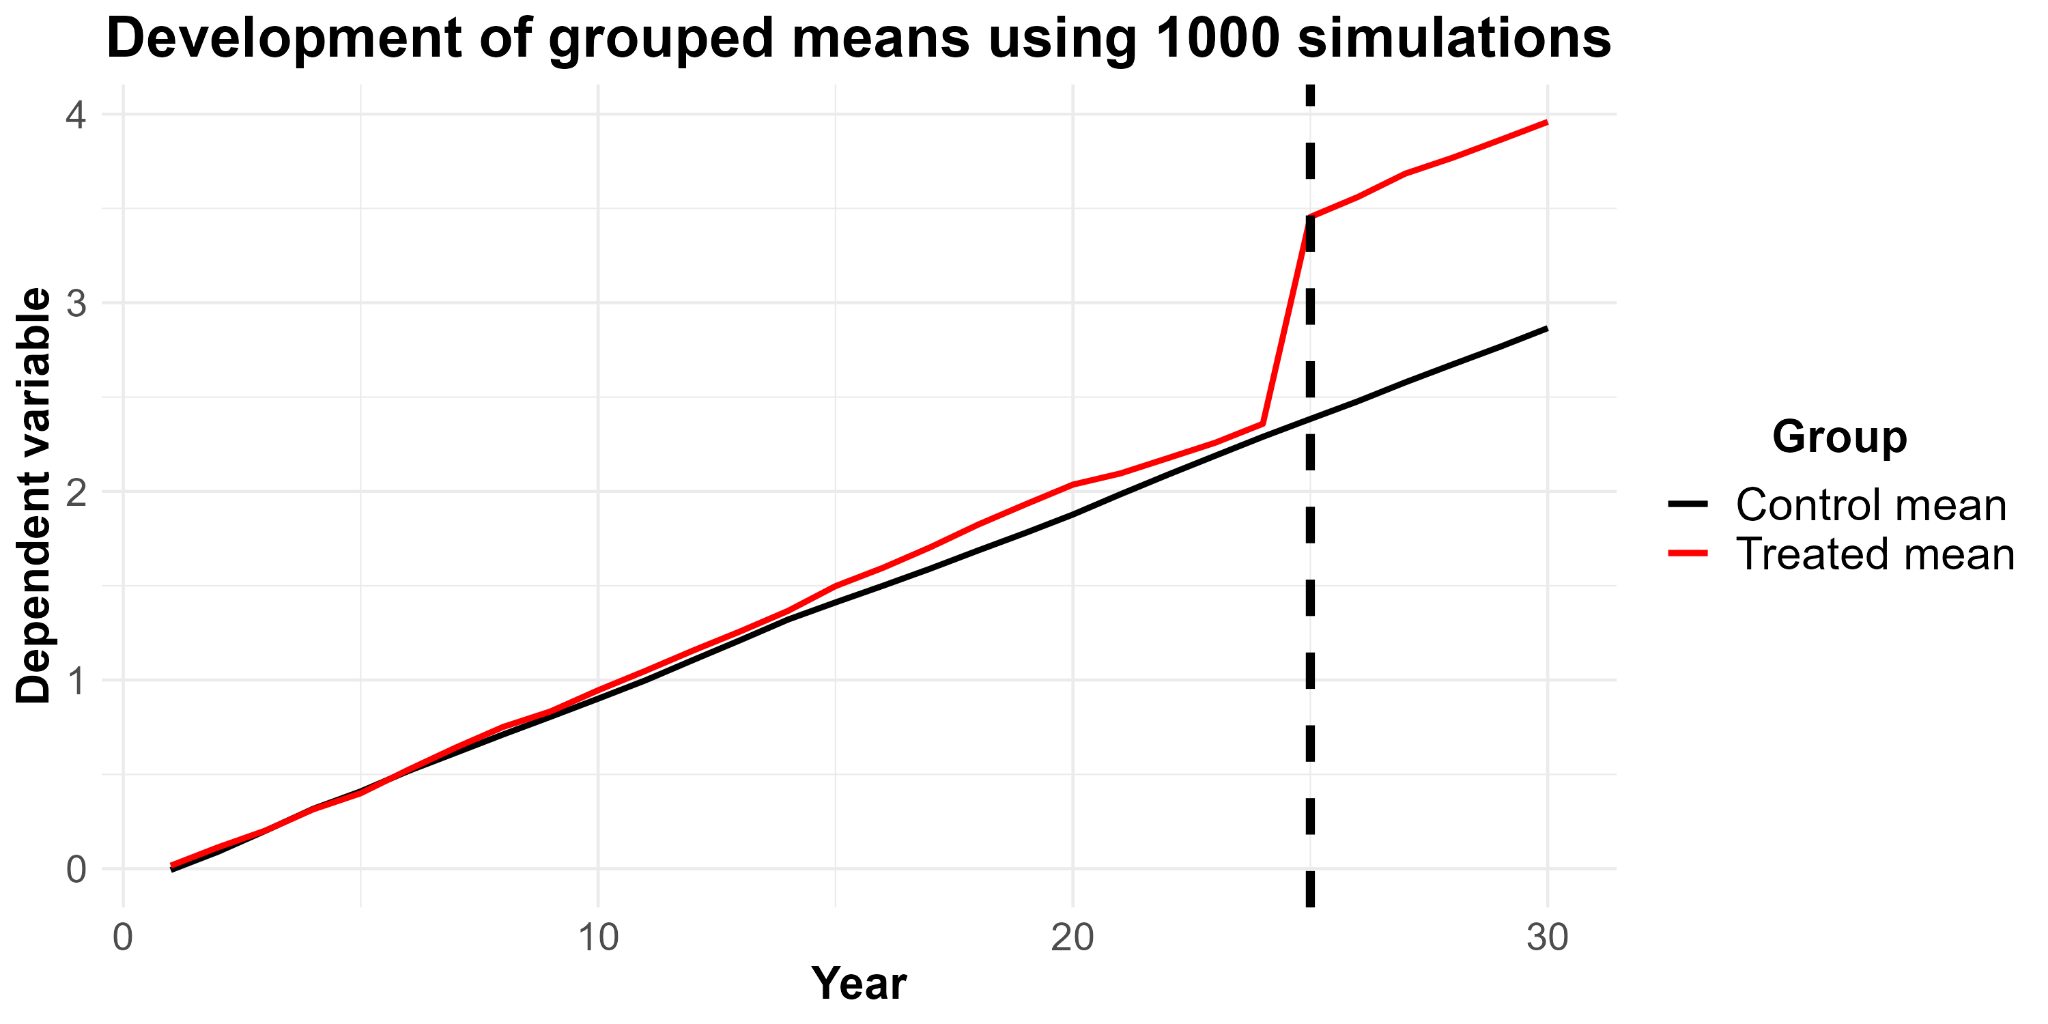 Development of grouped means using 1000 simulations
4
3
2
1
0
Dependent variable
0 10 20 30
Year
Group
Control mean
Treated mean